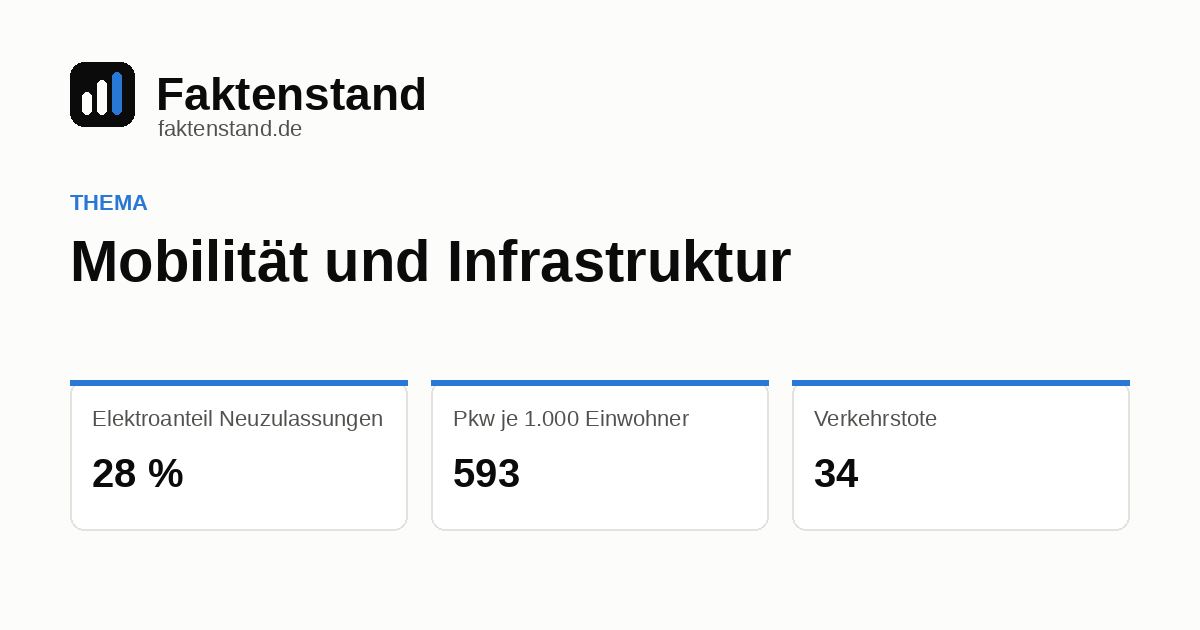 Faktenstand
faktenstand.de
THEMA
Mobilität und Infrastruktur
Elektroanteil Neuzulassungen
28 %
Pkw je 1.000 Einwohner
593
Verkehrstote
34